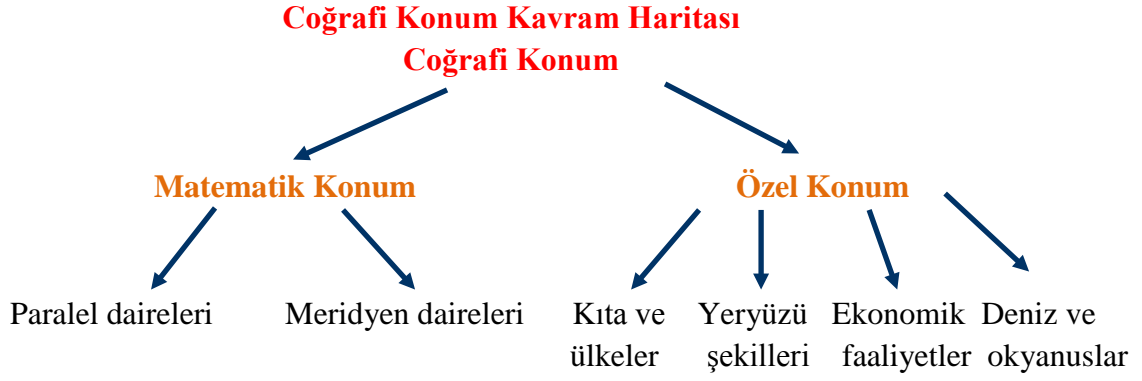 Coğrafi Konum Kavram Haritası
Coğrafi Konum
Matematik Konum
Özel Konum
Paralel daireleri
Meridyen daireleri
Kıta ve
ülkeler
Yeryüzü
şekilleri
Ekonomik
faaliyetler
Deniz ve
okyanuslar